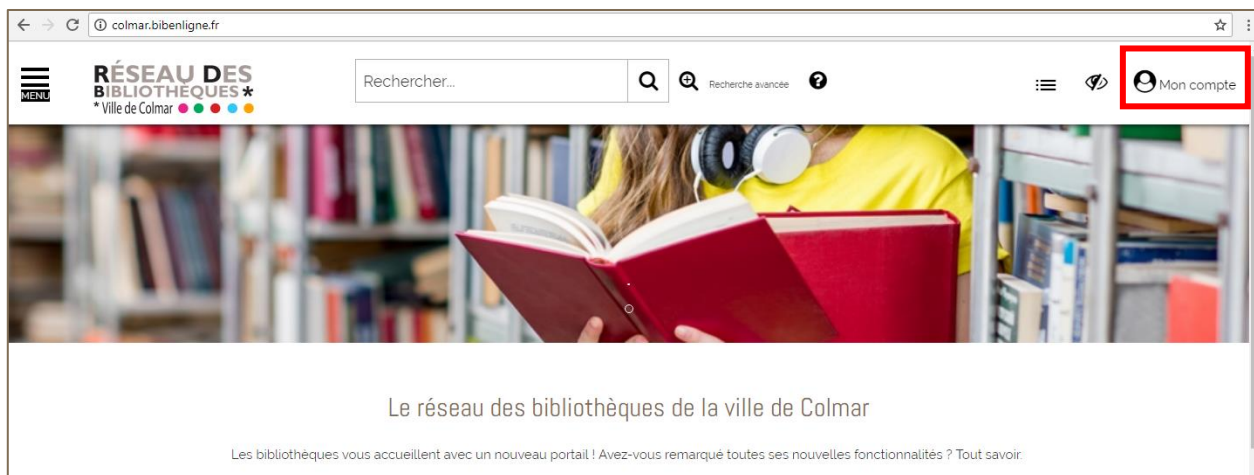 colmar.bibenligne.fr
MENU
RÉSEAU DES
BIBLIOTHÈQUES*
* Ville de Colmar
Rechercher...
Recherche avancée
Mon compte
Le réseau des bibliothèques de la ville de Colmar
Les bibliothèques vous accueillent avec un nouveau portail ! Avez-vous remarqué toutes ses nouvelles fonctionnalités ? Tout savoir.